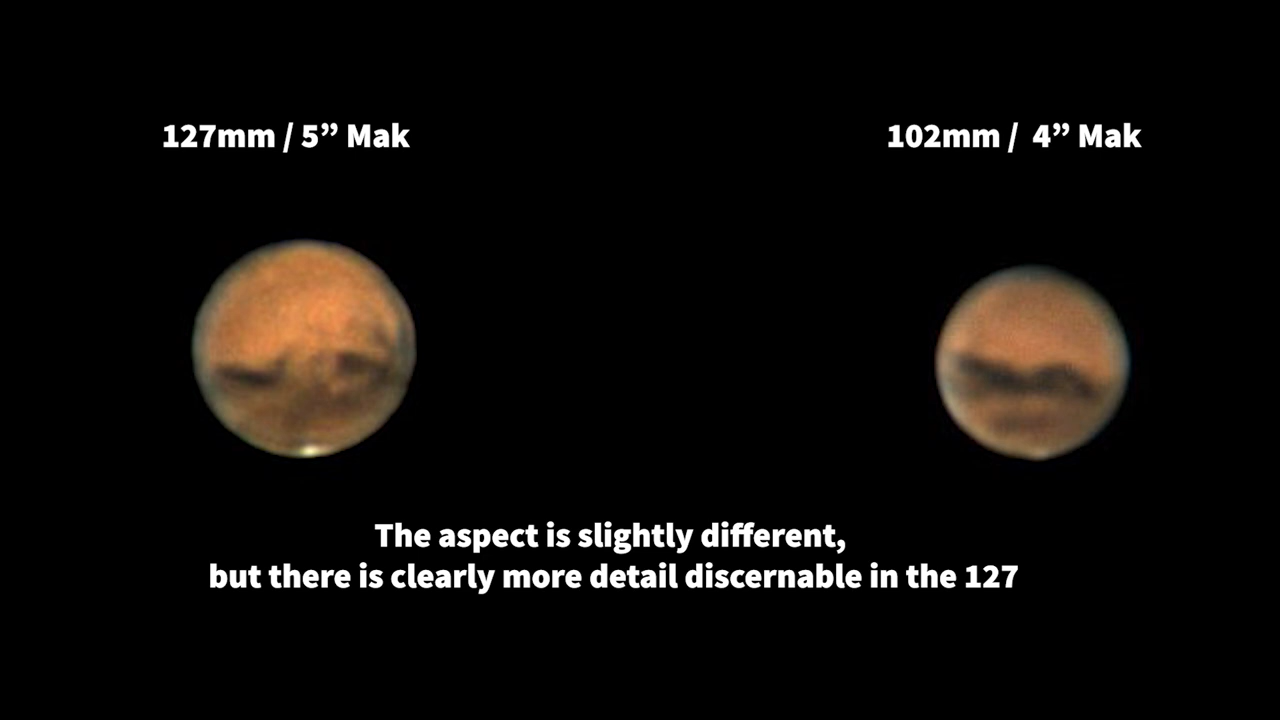 127mm / 5” Mak
102mm /  4” Mak
The aspect is slightly different,
but there is clearly more detail discernable in the 127